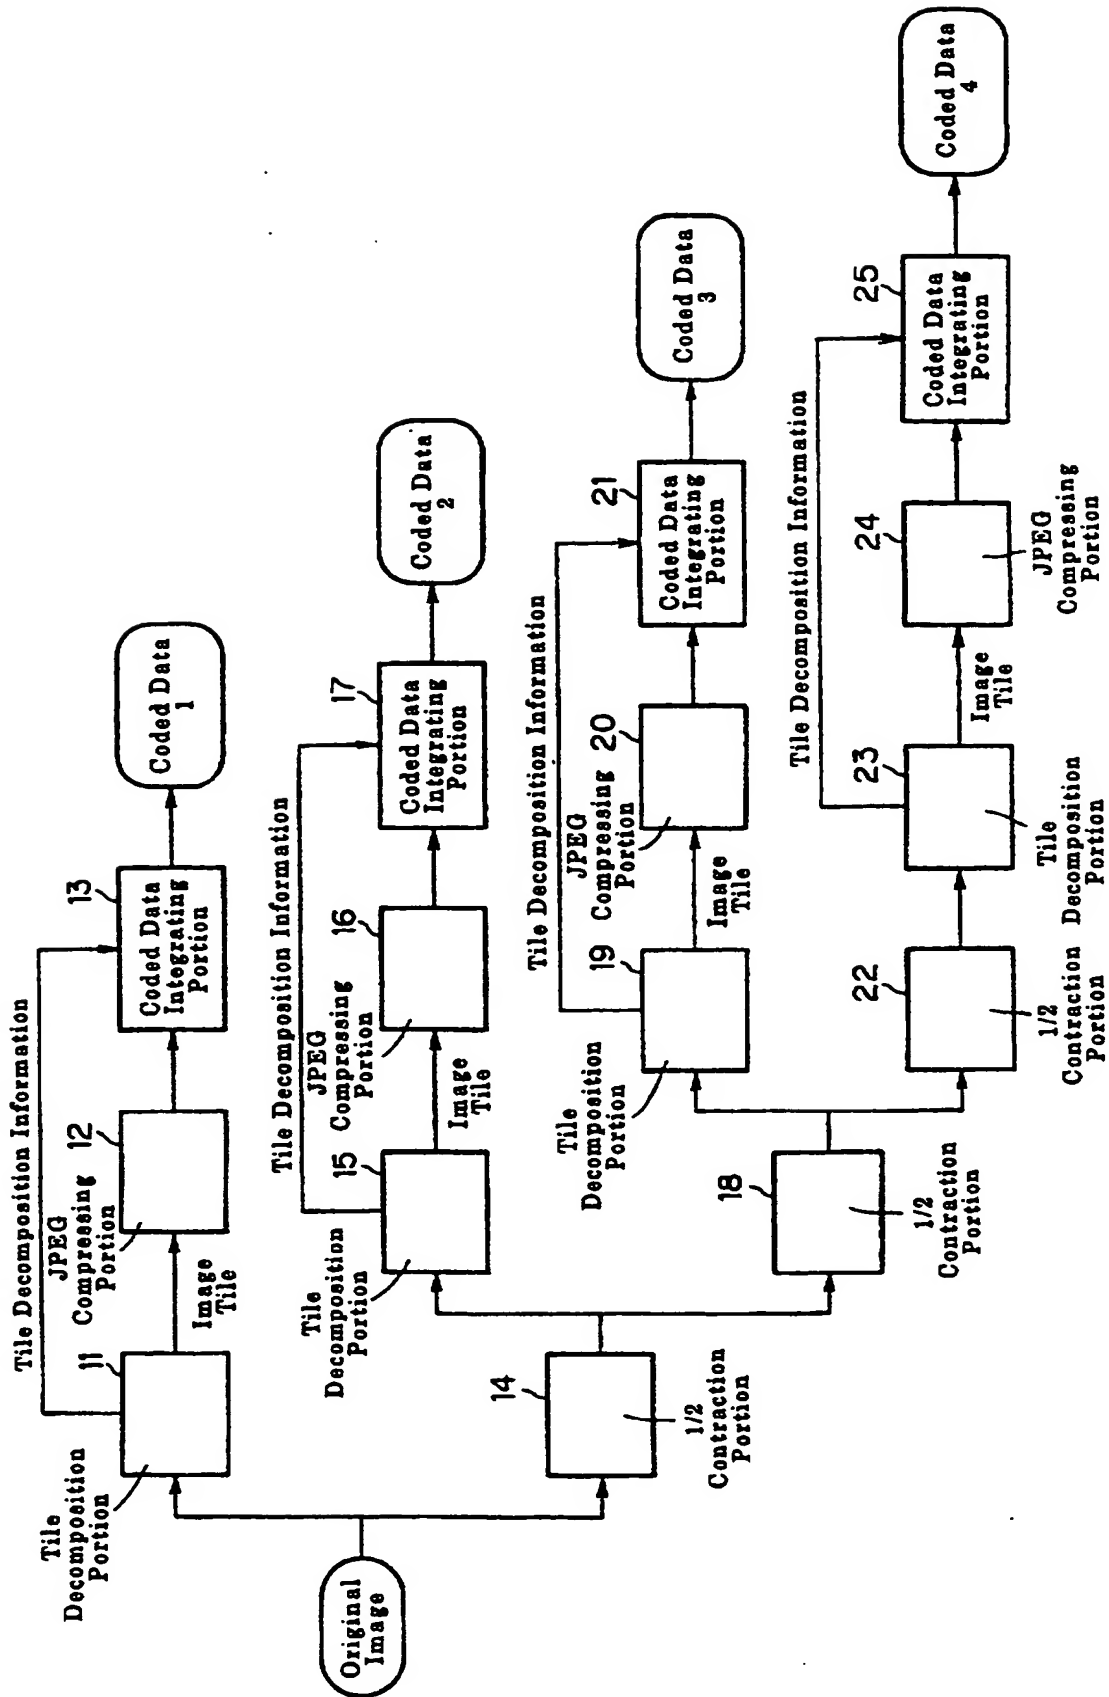 Original
Image
Tile
Decomposition
Portion
11
Tile Decomposition Information
Image
Tile
JPEG
Compressing
Portion
12
13
Coded Data
Integrating
Portion
Coded Data
1
14
1/2
Contraction
Portion
Tile
Decomposition
Portion
15
Tile Decomposition Information
Image
Tile
JPEG
Compressing
Portion
16
17
Coded Data
Integrating
Portion
Coded Data
2
18
1/2
Contraction
Portion
Tile
Decomposition
Portion
19
Tile Decomposition Information
Image
Tile
JPEG
Compressing
Portion
20
21
Coded Data
Integrating
Portion
Coded Data
3
22
1/2
Contraction
Portion
23
Tile
Decomposition
Portion
Tile Decomposition Information
Image
Tile
24
JPEG
Compressing
Portion
25
Coded Data
Integrating
Portion
Coded Data
4